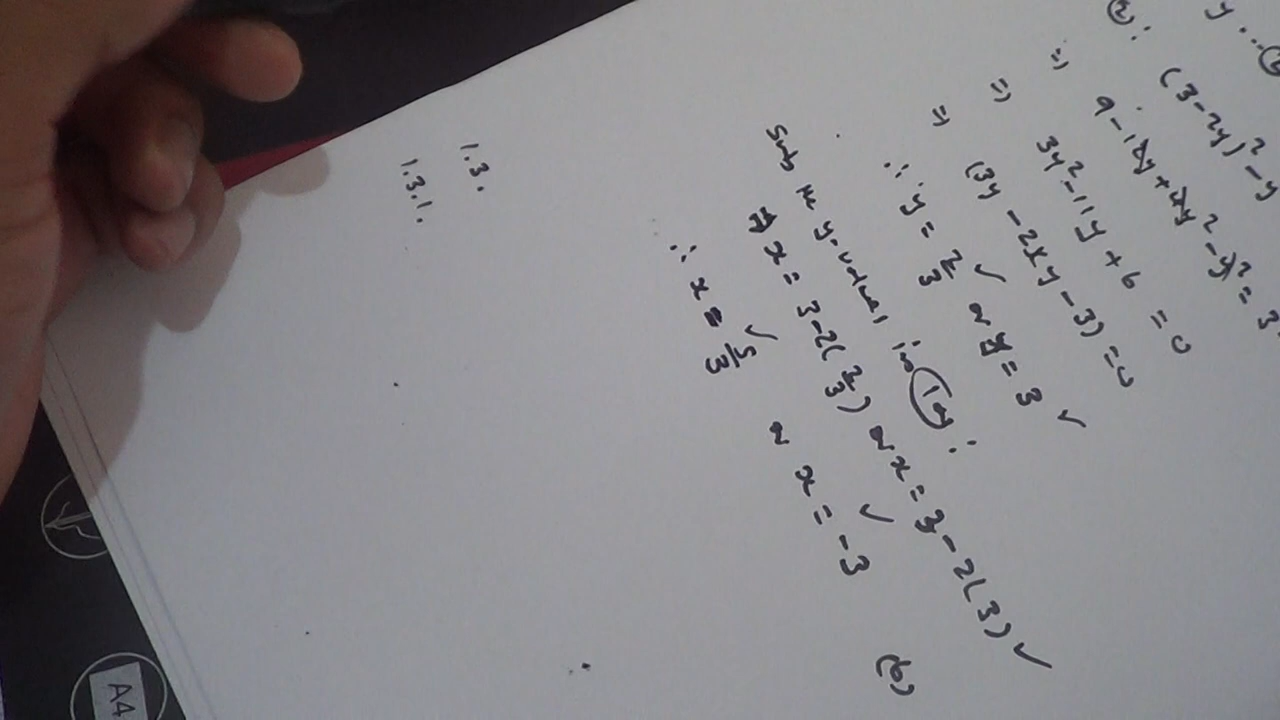 y ...
②: (3-2y)² - y
=) 9 - 12y + 4y² - y² = 3
=) 3y² - 11y + 6 = 0
=) (3y - 2)(y - 3) = 0
∴ y = 2/3 ✓ or y = 3 ✓
Sub the y-values into 1 :
x = 3 - 2(2/3) or x = 3 - 2(3) ✓
∴ x = 5/3 ✓ or x = -3 ✓ (6)
1.3.
1.3.1.
A4